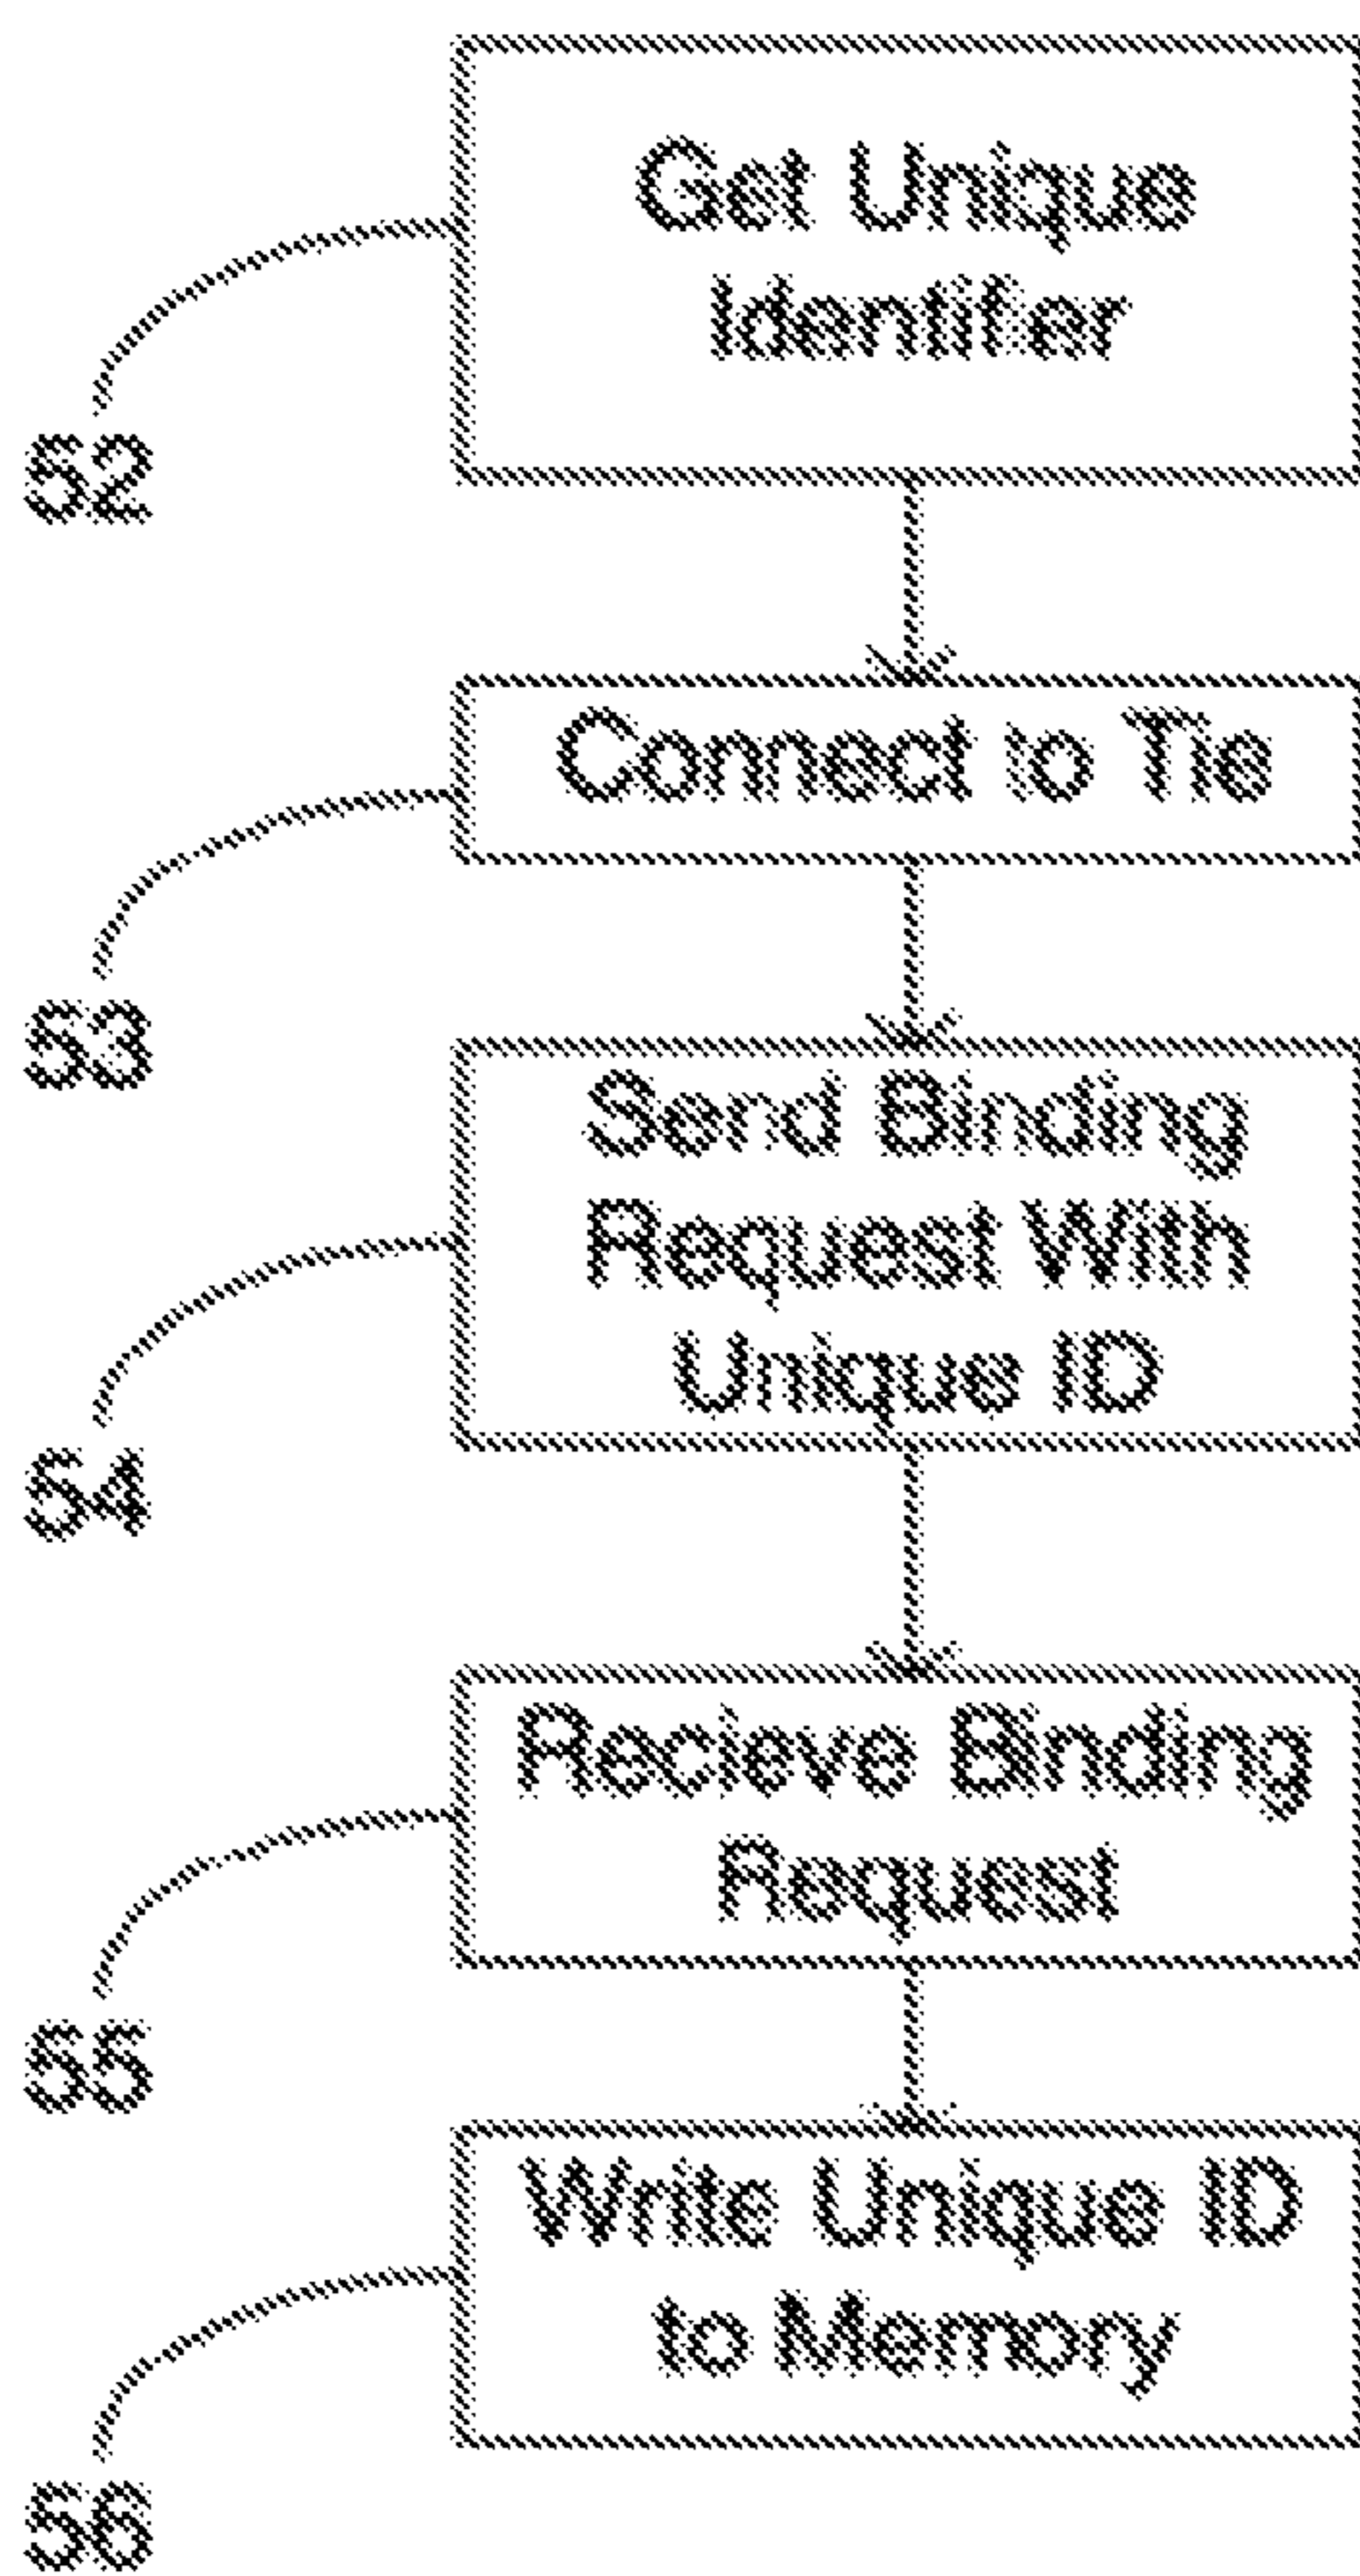 Get Unique
Identifier
52
Connect to Tie
53
Send Binding
Request With
Unique ID
54
Recieve Binding
Request
55
Write Unique ID
to Memory
56